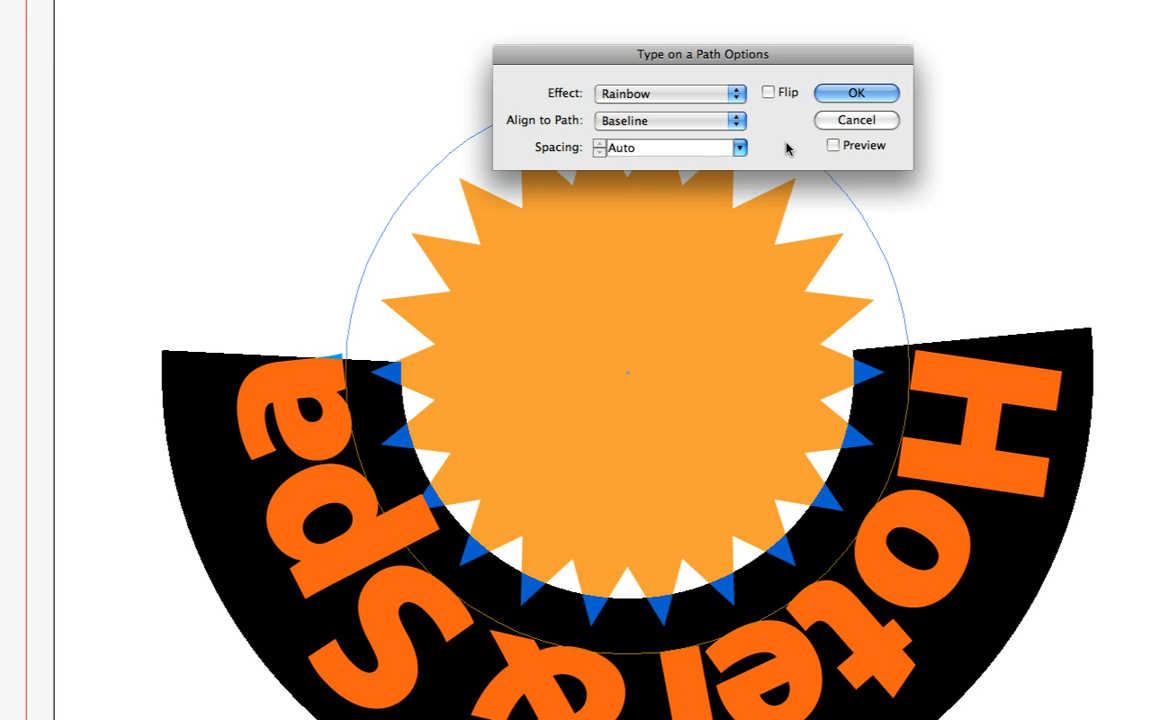 Type on a Path Options
Effect: Rainbow Flip OK
Align to Path: Baseline Cancel
Spacing: Auto Preview
Hotel&Spa